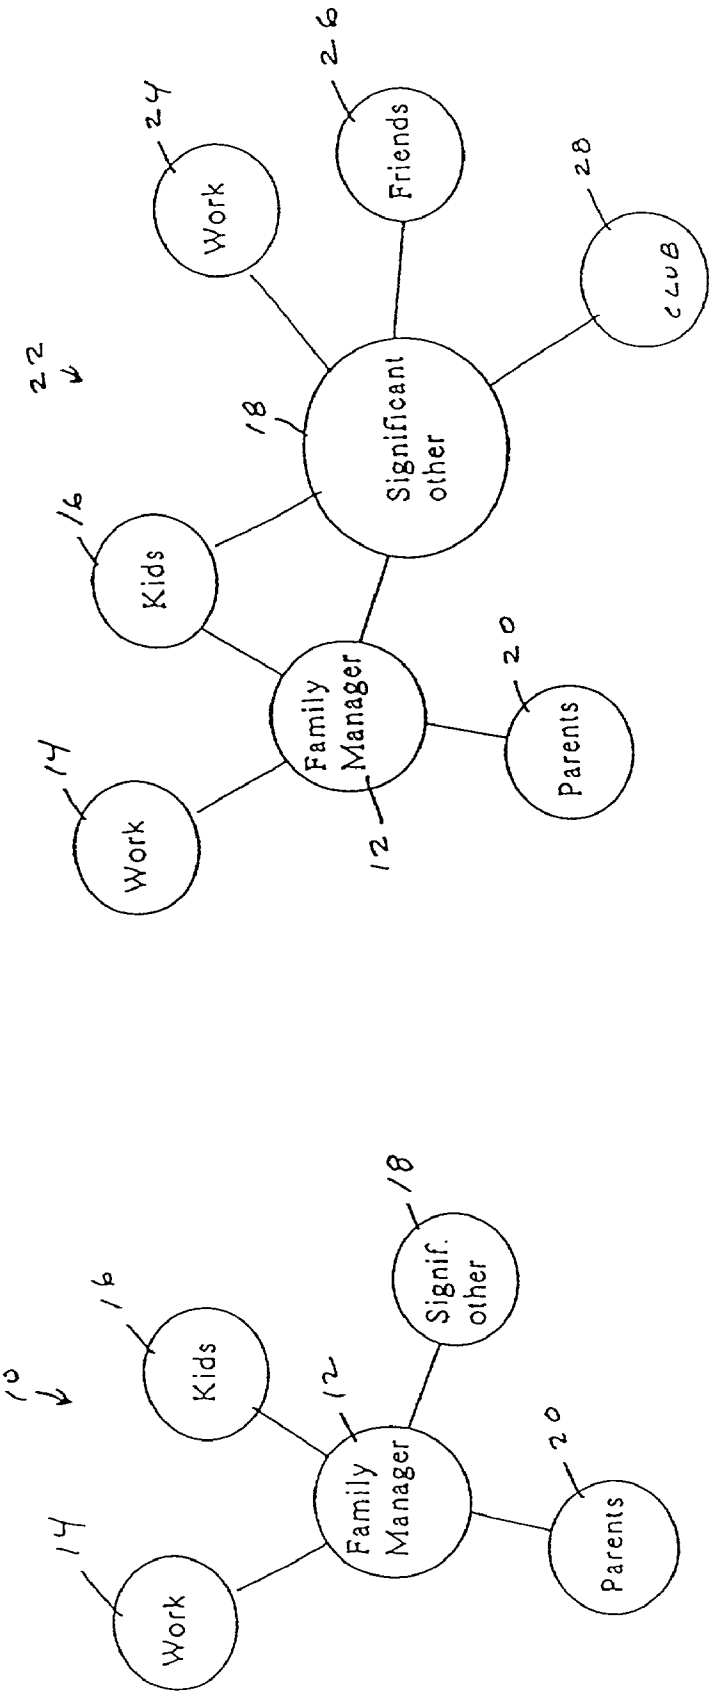 10
14
Work
16
Kids
12
Family
Manager
18
Signif.
other
20
Parents
22
14
Work
16
Kids
12
Family
Manager
18
Significant
other
20
Parents
24
Work
26
Friends
28
CLUB